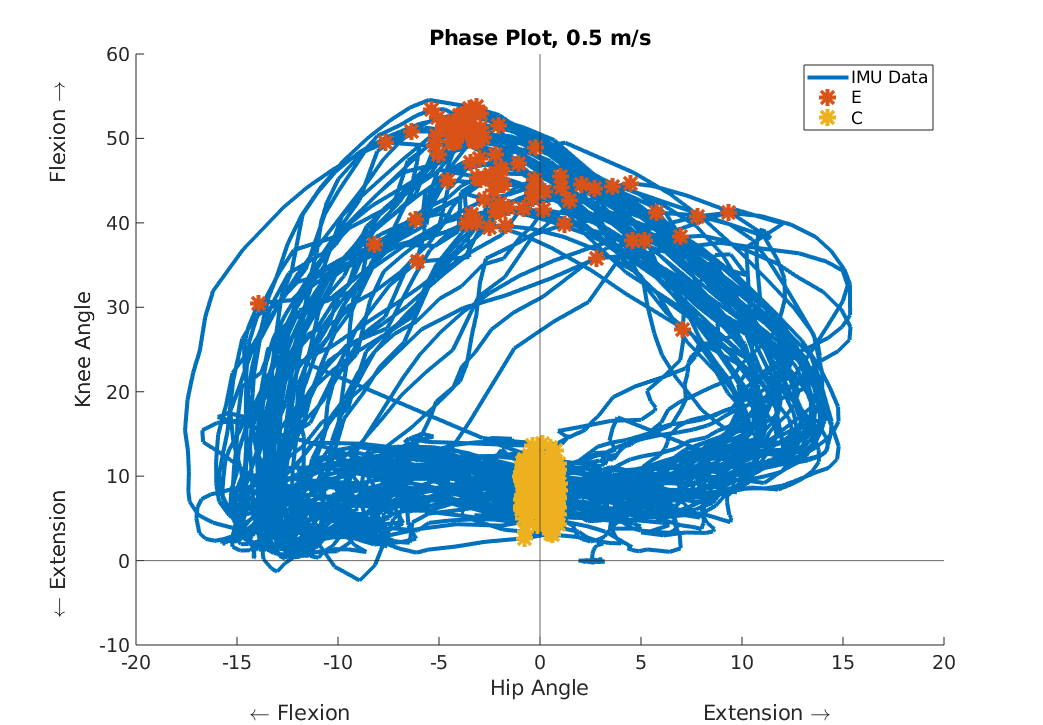 Phase Plot, 0.5 m/s
IMU Data
E
C
Flexion →
← Extension
Knee Angle
60
50
40
30
20
10
0
-10
-20
-15
-10
-5
0
5
10
15
20
Hip Angle
← Flexion
Extension →